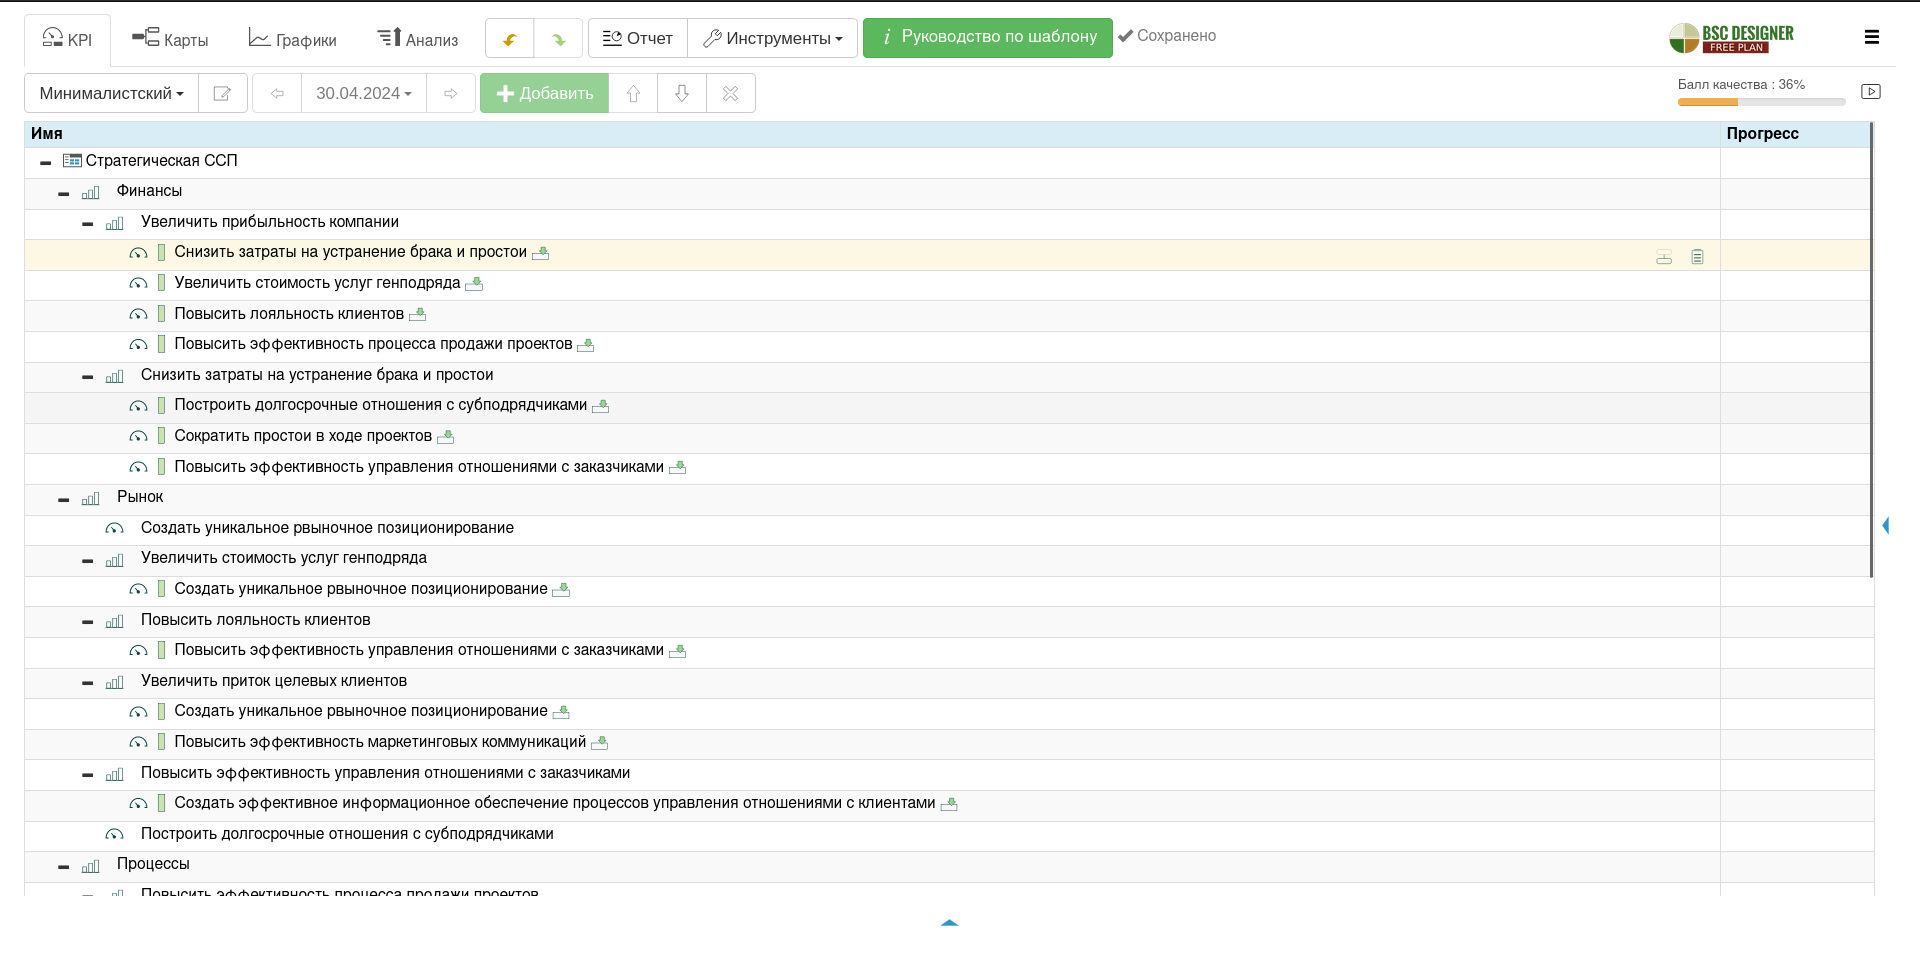 KPI Карты Графики Анализ Отчет Инструменты i Руководство по шаблону Сохранено BSC DESIGNER
FREE PLAN
Минималистский 30.04.2024 Добавить Балл качества : 36%
Имя Прогресс
Стратегическая ССП
Финансы
Увеличить прибыльность компании
Снизить затраты на устранение брака и простои
Увеличить стоимость услуг генподряда
Повысить лояльность клиентов
Повысить эффективность процесса продажи проектов
Снизить затраты на устранение брака и простои
Построить долгосрочные отношения с субподрядчиками
Сократить простои в ходе проектов
Повысить эффективность управления отношениями с заказчиками
Рынок
Создать уникальное рвыночное позиционирование
Увеличить стоимость услуг генподряда
Создать уникальное рвыночное позиционирование
Повысить лояльность клиентов
Повысить эффективность управления отношениями с заказчиками
Увеличить приток целевых клиентов
Создать уникальное рвыночное позиционирование
Повысить эффективность маркетинговых коммуникаций
Повысить эффективность управления отношениями с заказчиками
Создать эффективное информационное обеспечение процессов управления отношениями с клиентами
Построить долгосрочные отношения с субподрядчиками
Процессы
Повысить эффективность процесса продажи проектов